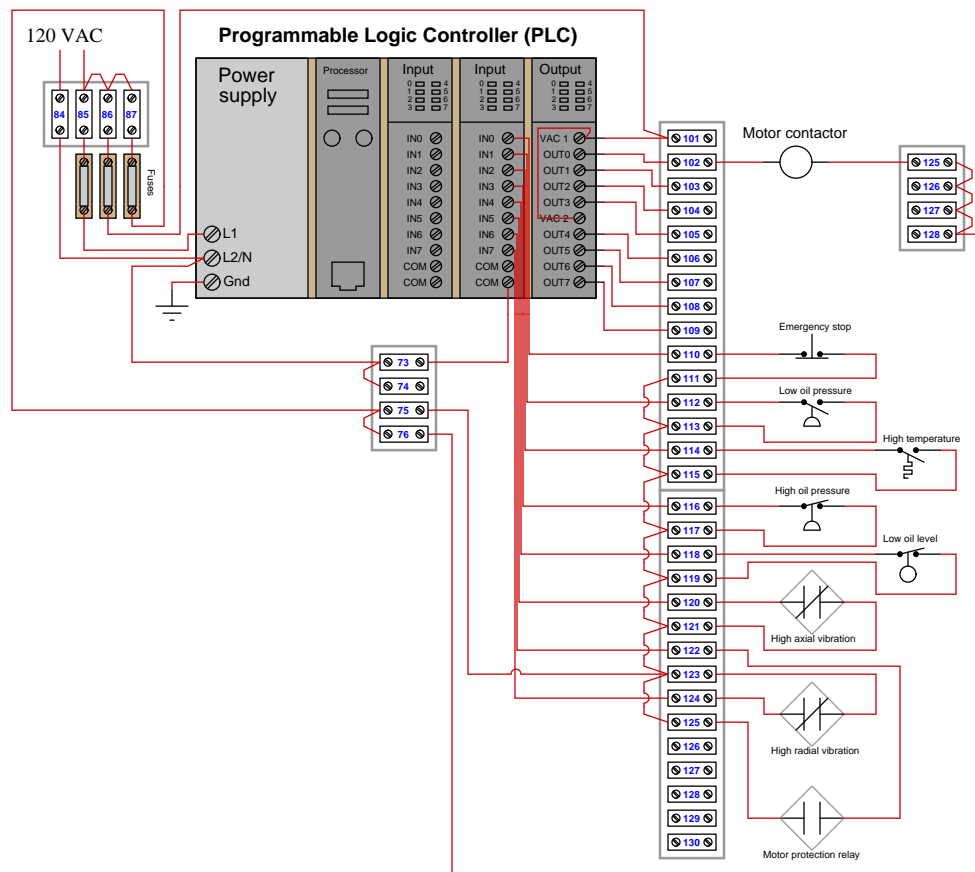 120 VAC
Programmable Logic Controller (PLC)
84 85 86 87
Fuses
Power
supply
L1
L2/N
Gnd
Processor
Input
0 4
1 5
2 6
3 7
IN0
IN1
IN2
IN3
IN4
IN5
IN6
IN7
COM
COM
Input
0 4
1 5
2 6
3 7
IN0
IN1
IN2
IN3
IN4
IN5
IN6
IN7
COM
COM
Output
0 4
1 5
2 6
3 7
VAC 1
OUT0
OUT1
OUT2
OUT3
VAC 2
OUT4
OUT5
OUT6
OUT7
73
74
75
76
101
102
103
104
105
106
107
108
109
110
111
112
113
114
115
116
117
118
119
120
121
122
123
124
125
126
127
128
129
130
Motor contactor
125
126
127
128
Emergency stop
Low oil pressure
High temperature
High oil pressure
Low oil level
High axial vibration
High radial vibration
Motor protection relay